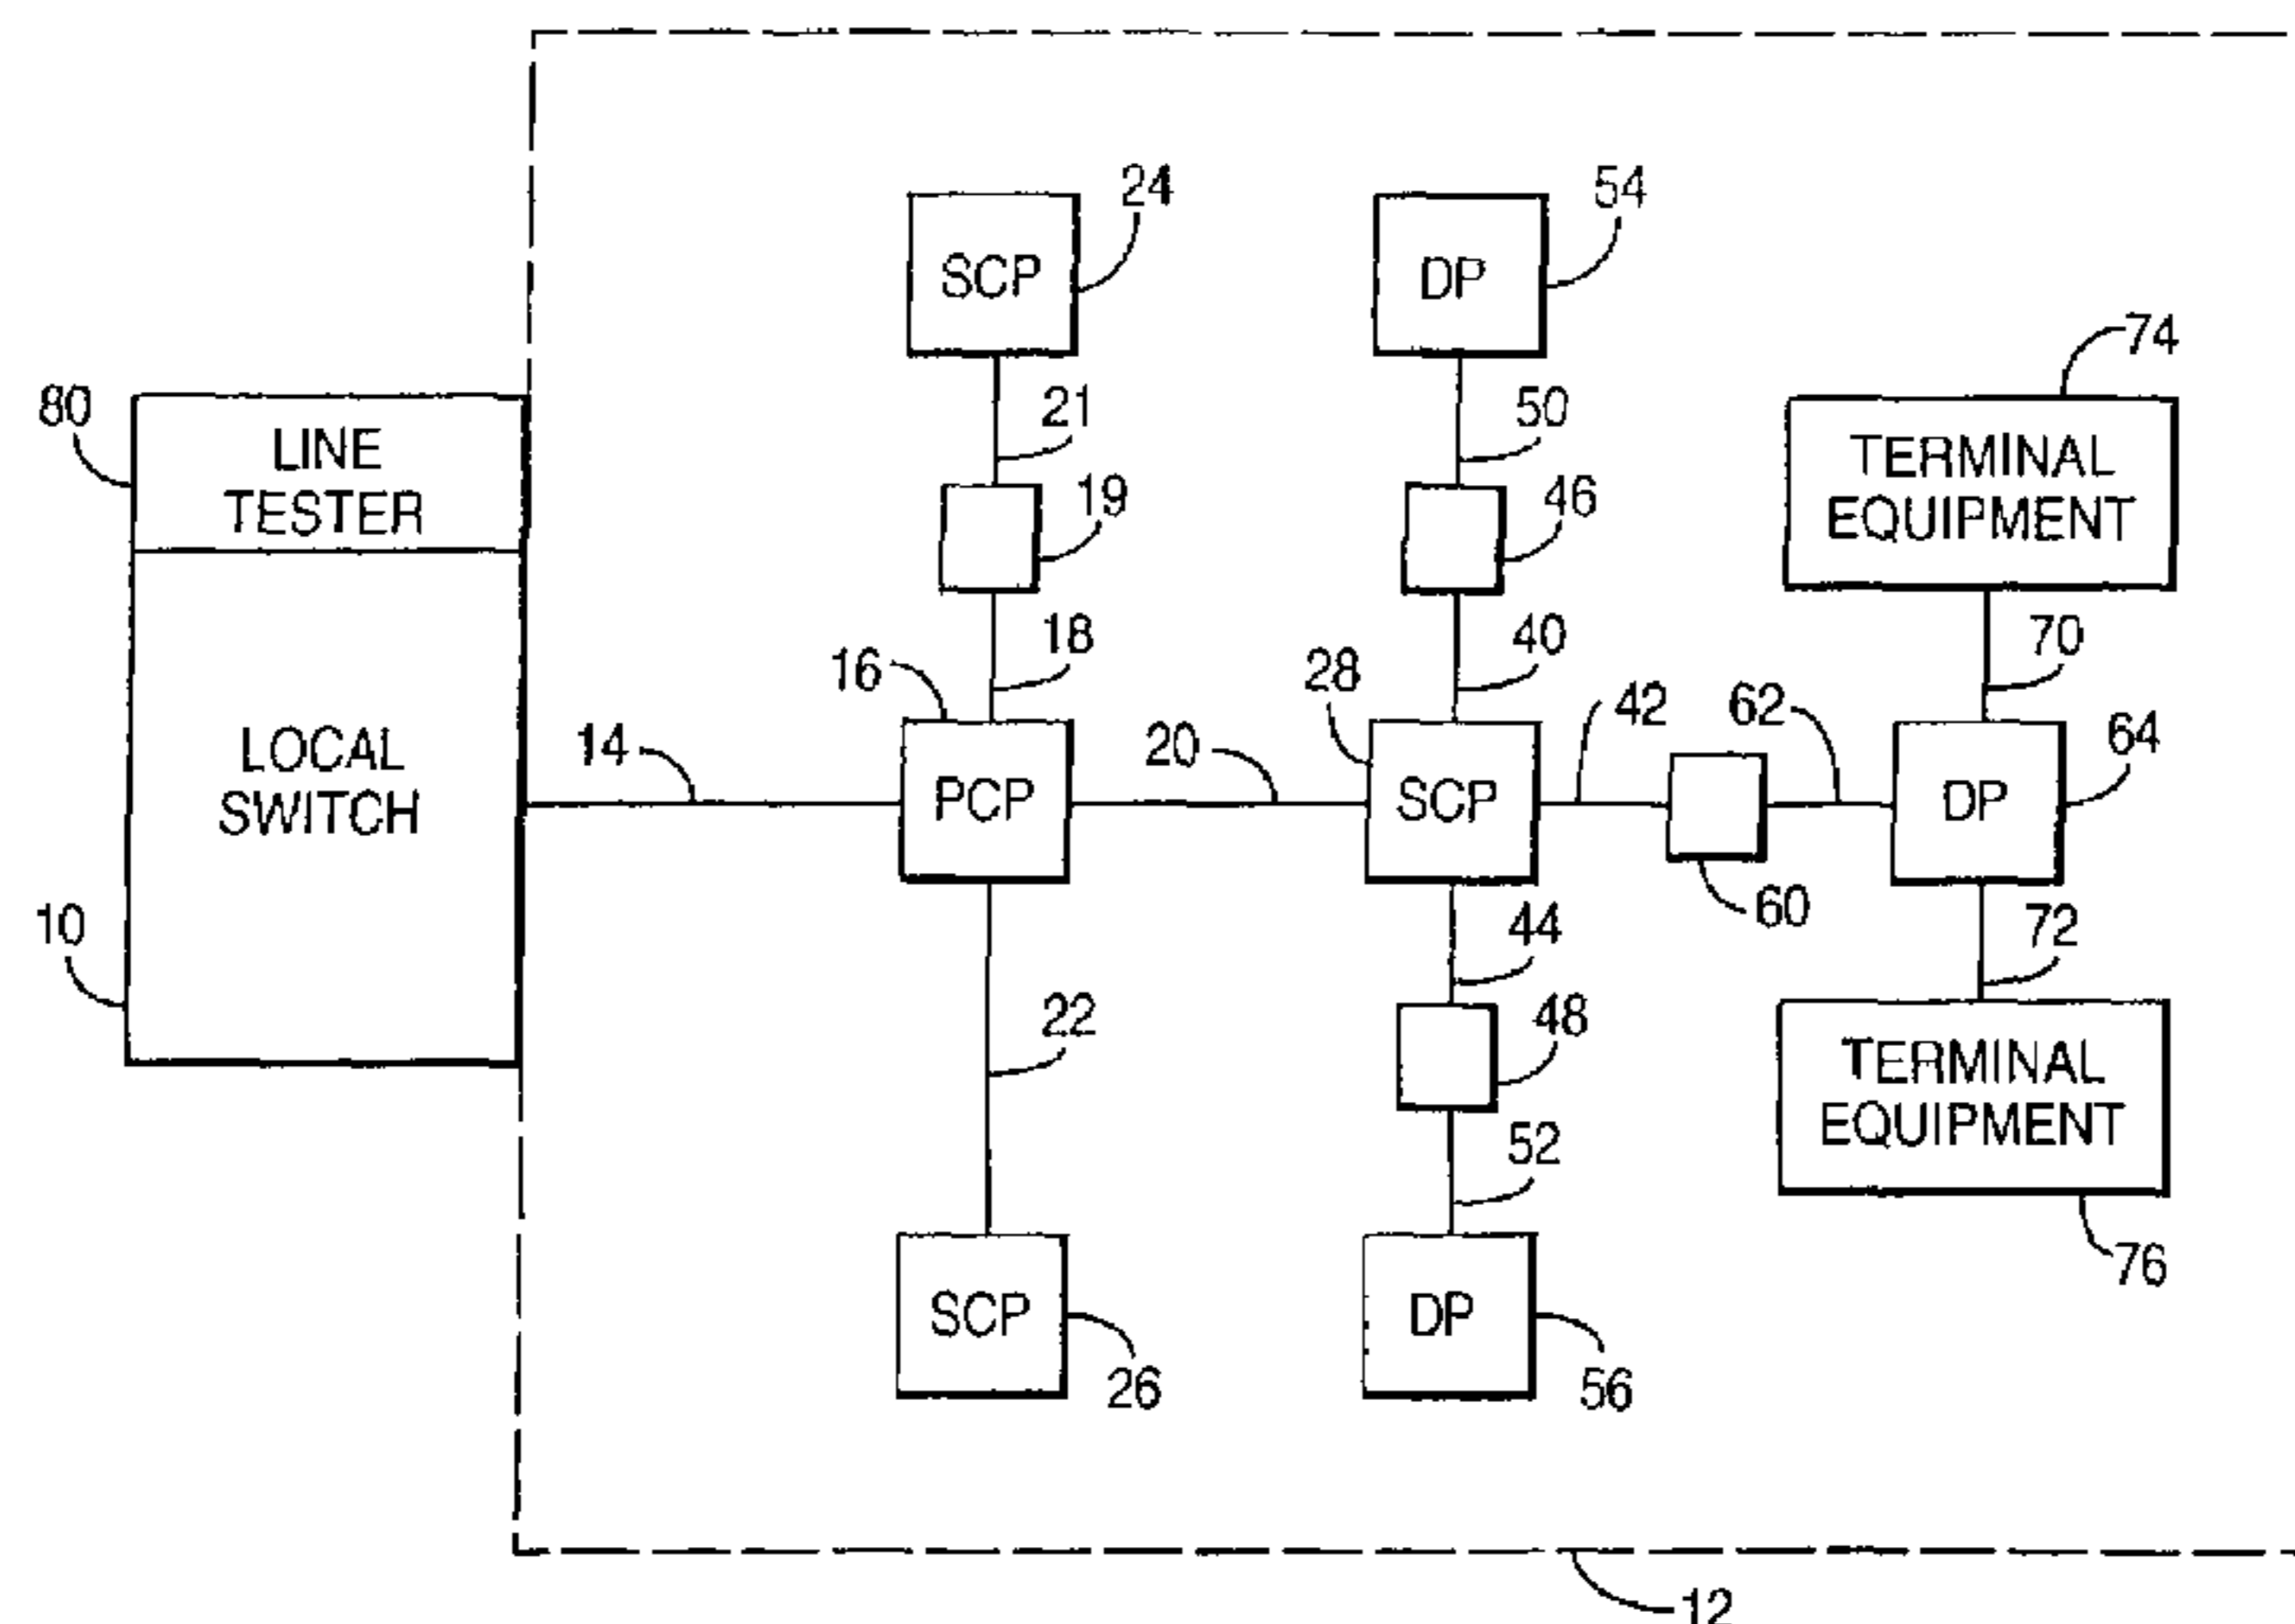 24
54
SCP
DP
74
80
21
50
LINE
TESTER
TERMINAL
EQUIPMENT
19
46
16
18
28
40
70
14
20
42
62
64
LOCAL
SWITCH
PCP
SCP
DP
10
60
44
72
22
48
TERMINAL
EQUIPMENT
52
76
SCP
DP
26
56
12